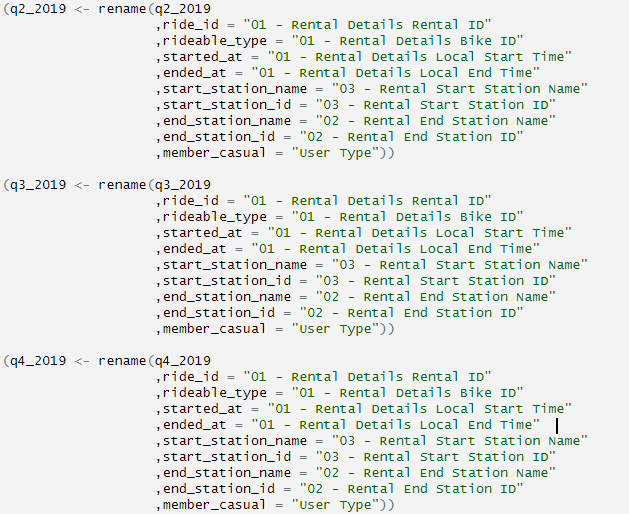 (q2_2019 <- rename(q2_2019
,ride_id = "01 - Rental Details Rental ID"
,rideable_type = "01 - Rental Details Bike ID"
,started_at = "01 - Rental Details Local Start Time"
,ended_at = "01 - Rental Details Local End Time"
,start_station_name = "03 - Rental Start Station Name"
,start_station_id = "03 - Rental Start Station ID"
,end_station_name = "02 - Rental End Station Name"
,end_station_id = "02 - Rental End Station ID"
,member_casual = "User Type"))
(q3_2019 <- rename(q3_2019
,ride_id = "01 - Rental Details Rental ID"
,rideable_type = "01 - Rental Details Bike ID"
,started_at = "01 - Rental Details Local Start Time"
,ended_at = "01 - Rental Details Local End Time"
,start_station_name = "03 - Rental Start Station Name"
,start_station_id = "03 - Rental Start Station ID"
,end_station_name = "02 - Rental End Station Name"
,end_station_id = "02 - Rental End Station ID"
,member_casual = "User Type"))
(q4_2019 <- rename(q4_2019
,ride_id = "01 - Rental Details Rental ID"
,rideable_type = "01 - Rental Details Bike ID"
,started_at = "01 - Rental Details Local Start Time"
,ended_at = "01 - Rental Details Local End Time"
,start_station_name = "03 - Rental Start Station Name"
,start_station_id = "03 - Rental Start Station ID"
,end_station_name = "02 - Rental End Station Name"
,end_station_id = "02 - Rental End Station ID"
,member_casual = "User Type"))